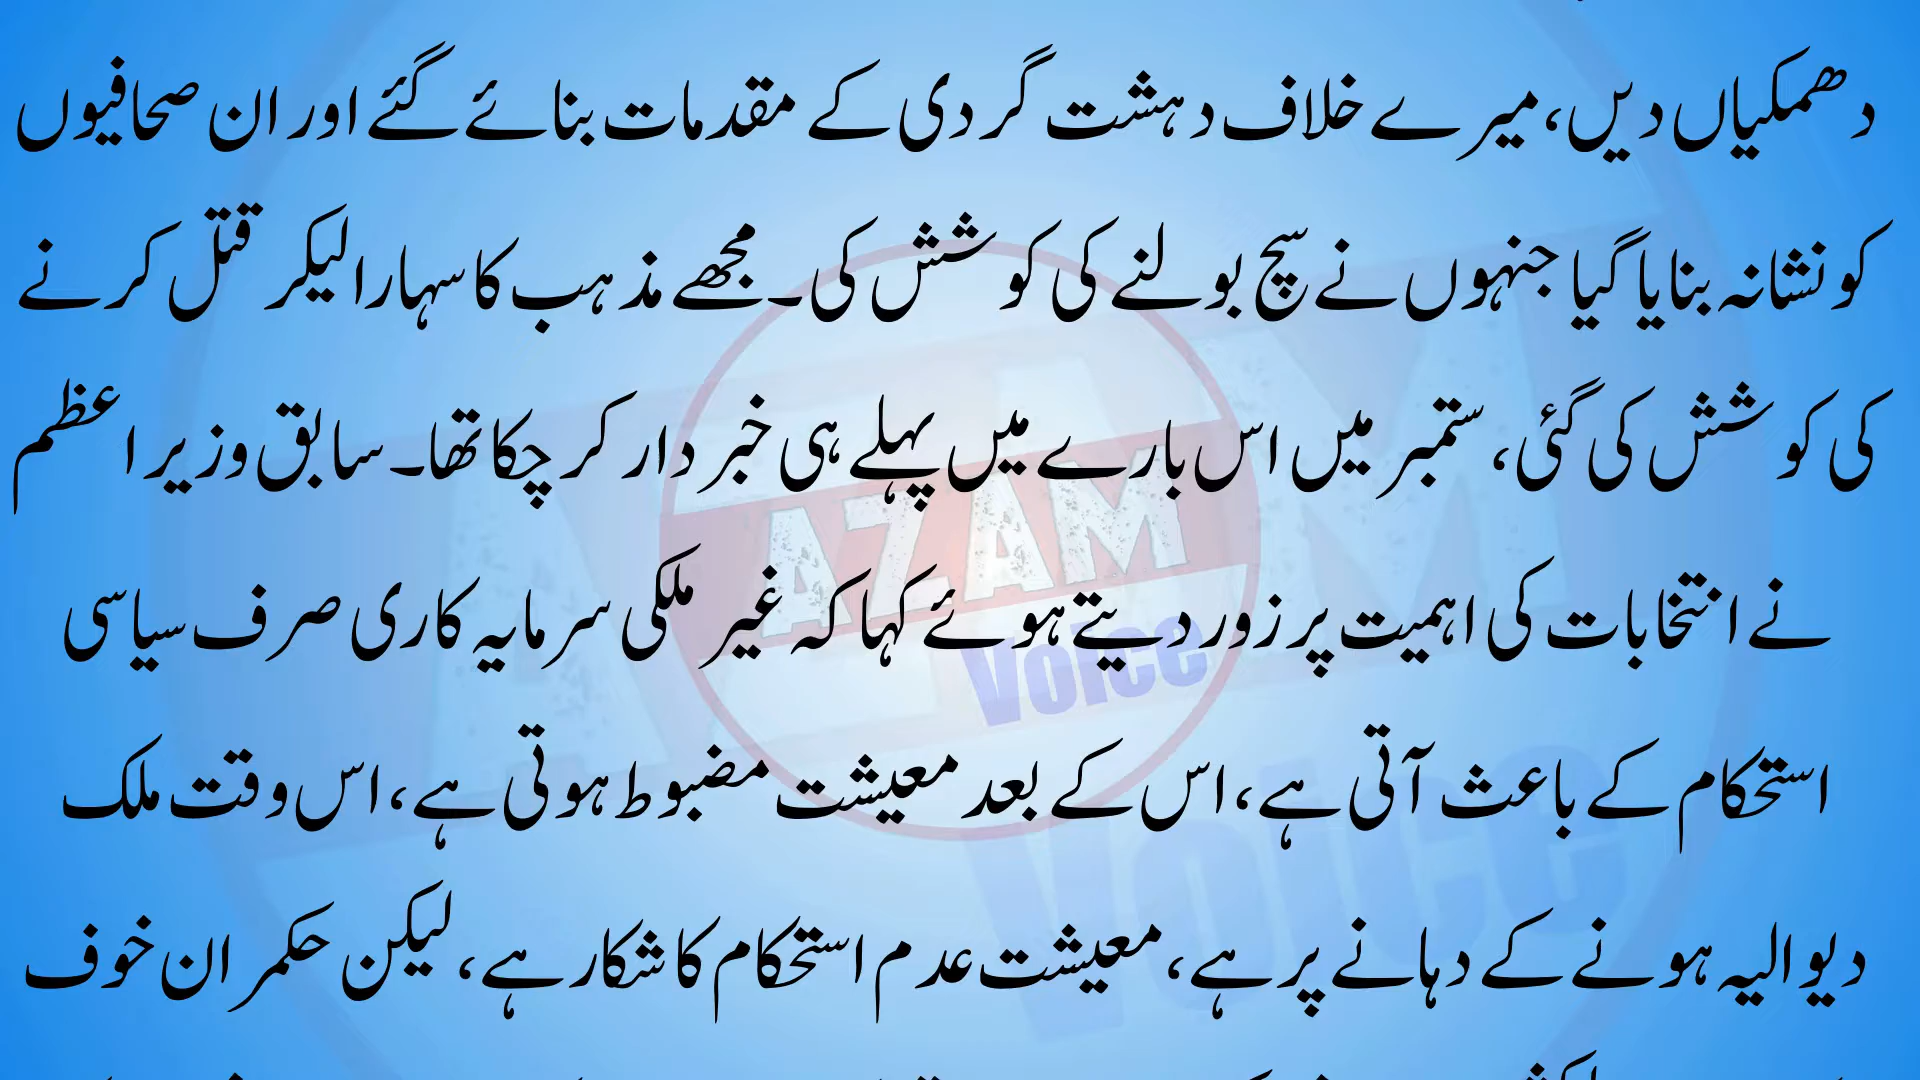 دھمکیاں دیں، میرے خلاف دہشت گردی کے مقدمات بنائے گئے اور ان صحافیوں
کو نشانہ بنایا گیا جنہوں نے سچ بولنے کی کوشش کی۔ مجھے مذہب کا سہارا لیکر قتل کرنے
کی کوشش کی گئی، ستمبر میں اس بارے میں پہلے ہی خبردار کر چکا تھا۔ سابق وزیر اعظم
نے انتخابات کی اہمیت پر زور دیتے ہوئے کہا کہ غیر ملکی سرمایہ کاری صرف سیاسی
استحکام کے باعث آتی ہے، اس کے بعد معیشت مضبوط ہوتی ہے، اس وقت ملک
دیوالیہ ہونے کے دہانے پر ہے، معیشت عدم استحکام کا شکار ہے، لیکن حکمران خوف
AZAM
Voice